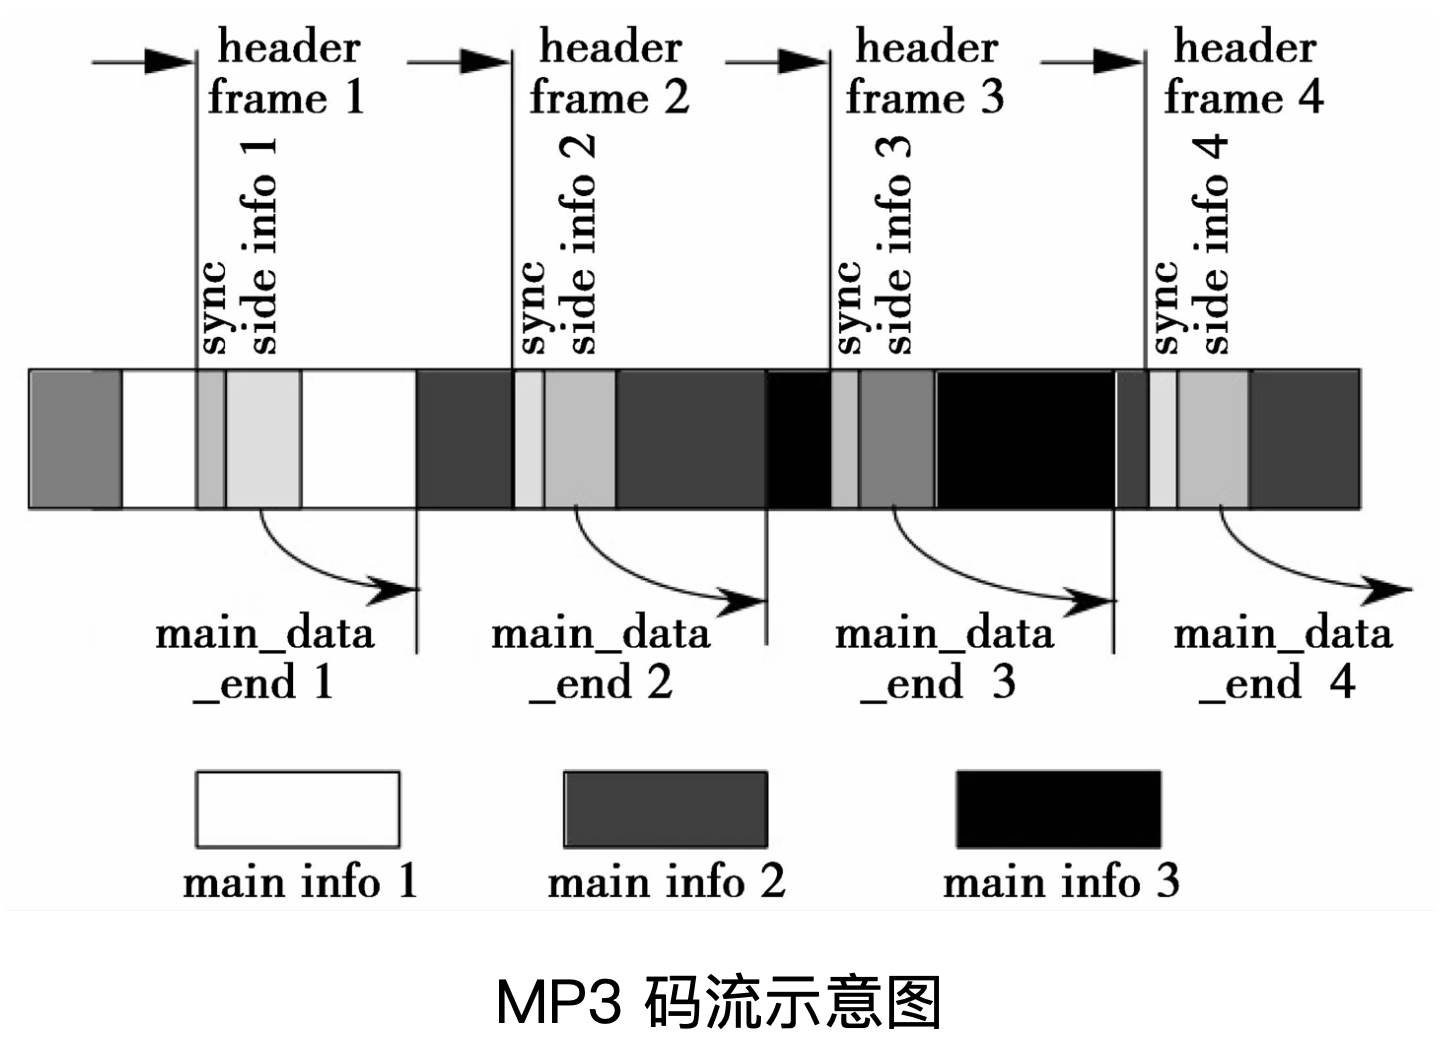 header
frame 1
header
frame 2
header
frame 3
header
frame 4
sync
side info 1
sync
side info 2
sync
side info 3
sync
side info 4
main_data
_end 1
main_data
_end 2
main_data
_end 3
main_data
_end 4
main info 1
main info 2
main info 3
MP3 码流示意图